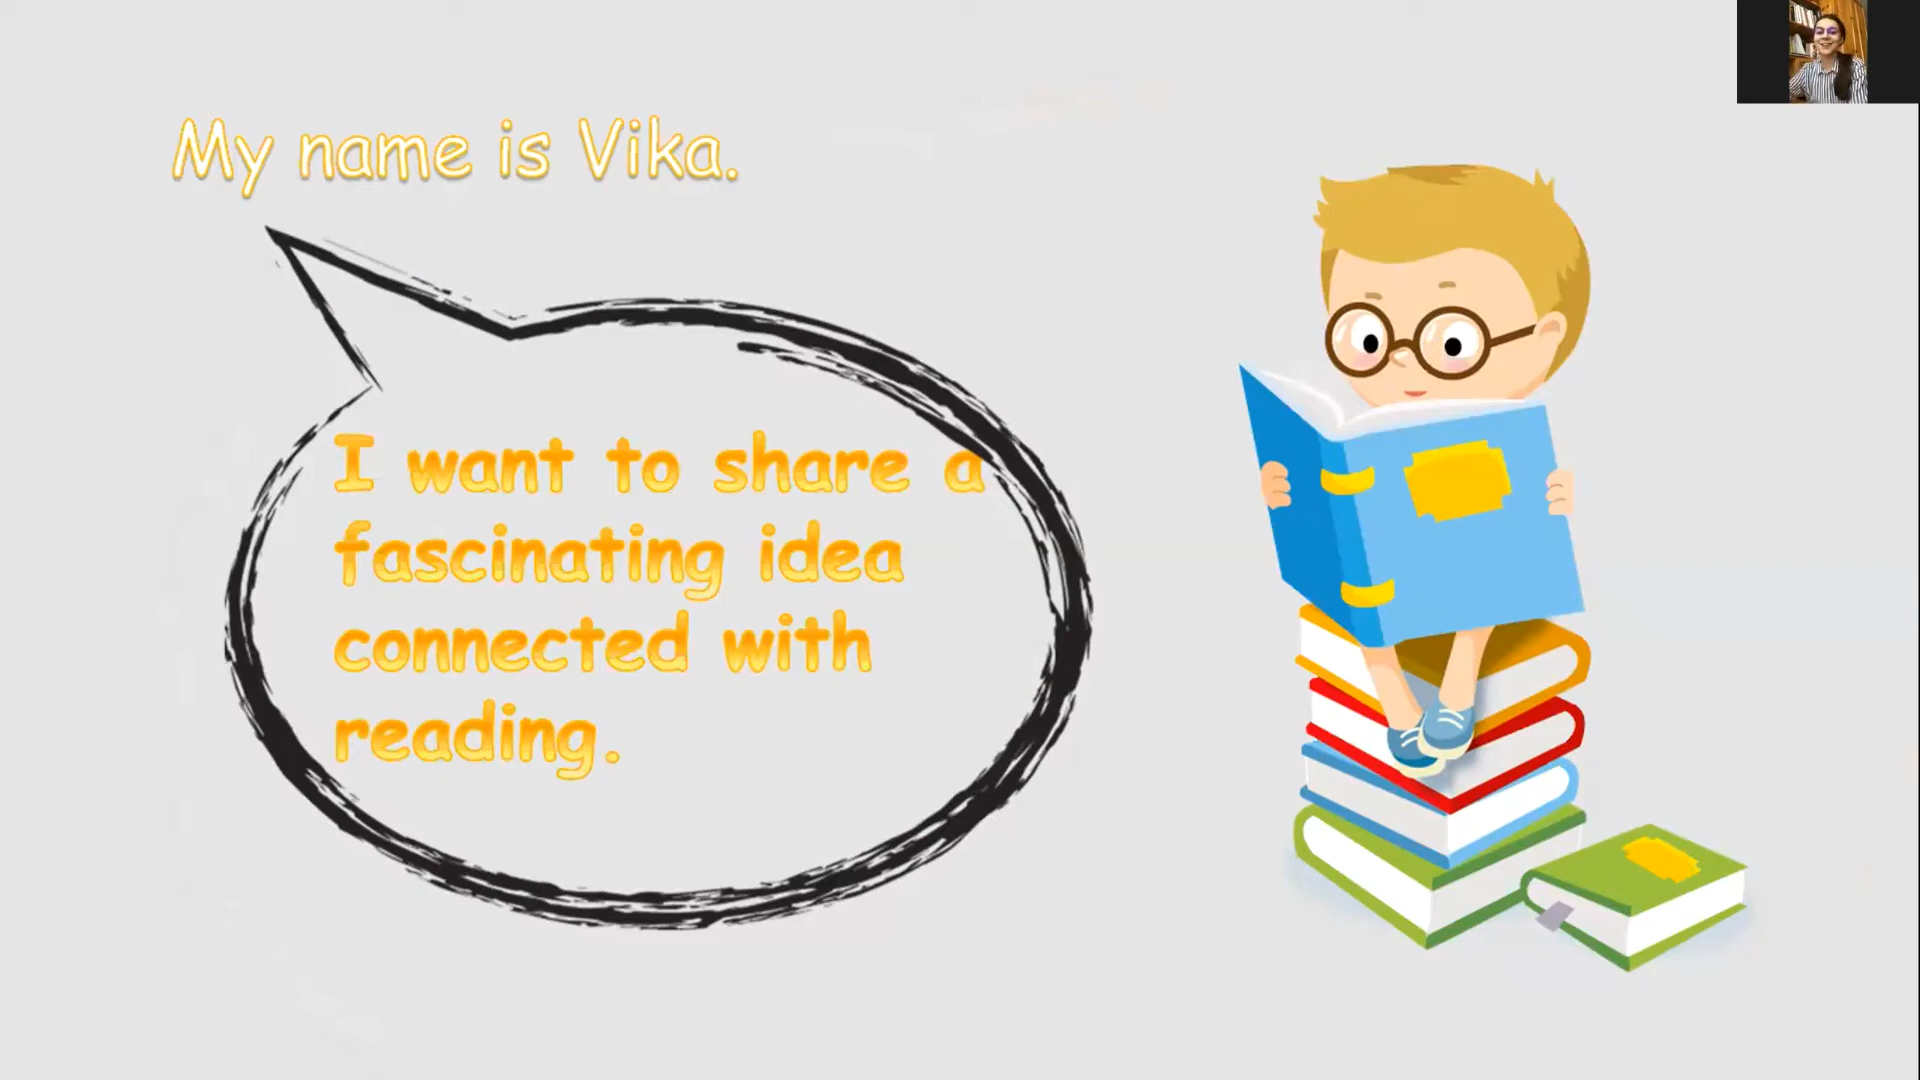 My name is Vika.
I want to share a
fascinating idea
connected with
reading.